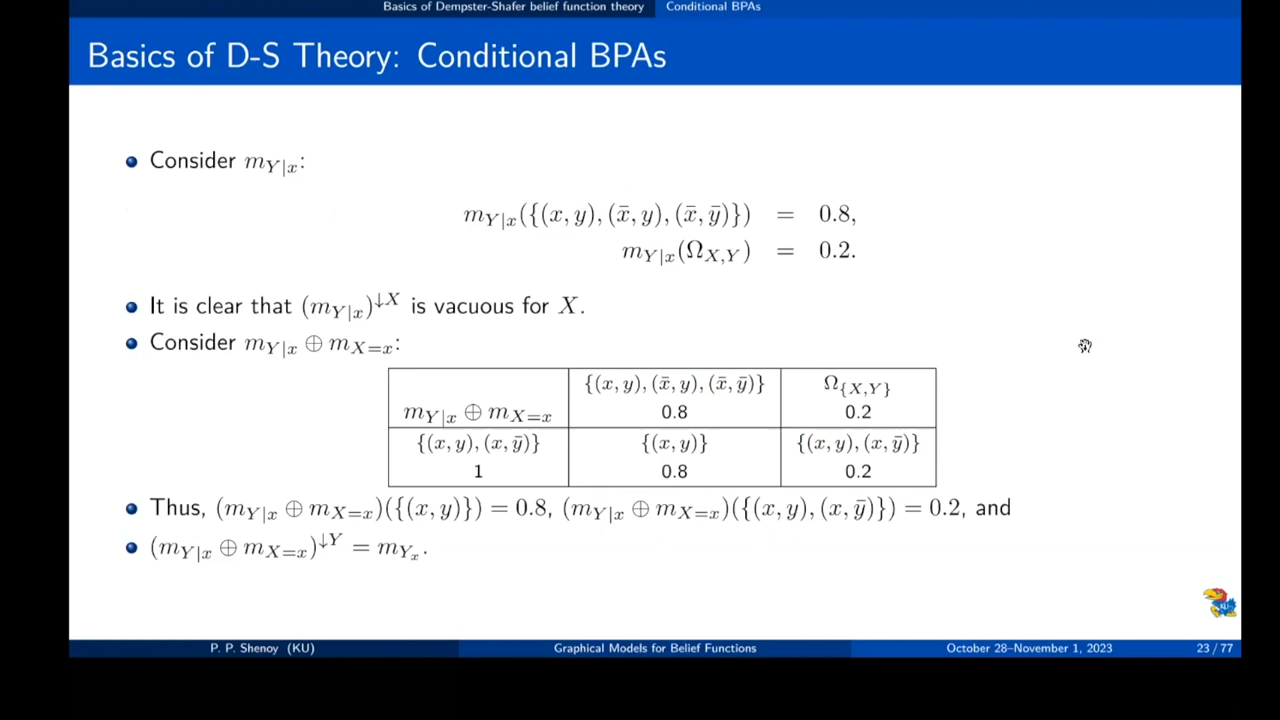 Basics of Dempster-Shafer belief function theory Conditional BPAs
Basics of D-S Theory: Conditional BPAs
Consider m_{Y|x}:
m_{Y|x}({(x, y), (x̄, y), (x̄, ȳ)}) = 0.8,
m_{Y|x}(Ω_{X,Y}) = 0.2.
It is clear that (m_{Y|x})^{↓X} is vacuous for X.
Consider m_{Y|x} ⊕ m_{X=x}:
{(x, y), (x̄, y), (x̄, ȳ)} Ω_{{X,Y}}
m_{Y|x} ⊕ m_{X=x} 0.8 0.2
{(x, y), (x, ȳ)} {(x, y)} {(x, y), (x, ȳ)}
1 0.8 0.2
Thus, (m_{Y|x} ⊕ m_{X=x})({(x, y)}) = 0.8, (m_{Y|x} ⊕ m_{X=x})({(x, y), (x, ȳ)}) = 0.2, and
(m_{Y|x} ⊕ m_{X=x})^{↓Y} = m_{Y_x}.
KU
P. P. Shenoy (KU) Graphical Models for Belief Functions October 28–November 1, 2023 23 / 77